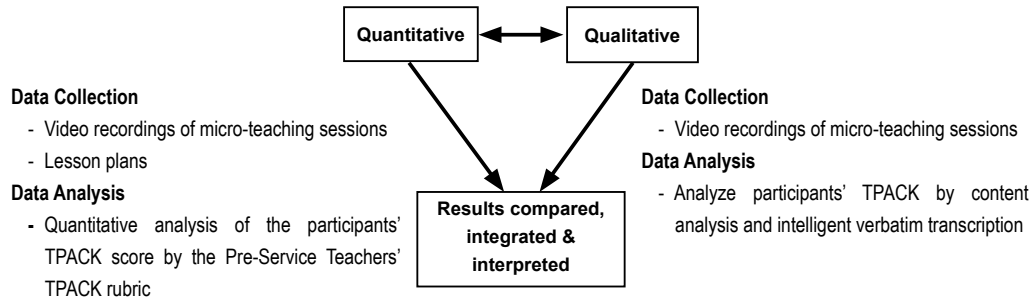 Quantitative
Qualitative
Data Collection
- Video recordings of micro-teaching sessions
- Lesson plans
Data Analysis
- Quantitative analysis of the participants'
TPACK score by the Pre-Service Teachers'
TPACK rubric
Results compared,
integrated &
interpreted
Data Collection
- Video recordings of micro-teaching sessions
Data Analysis
- Analyze participants' TPACK by content
analysis and intelligent verbatim transcription